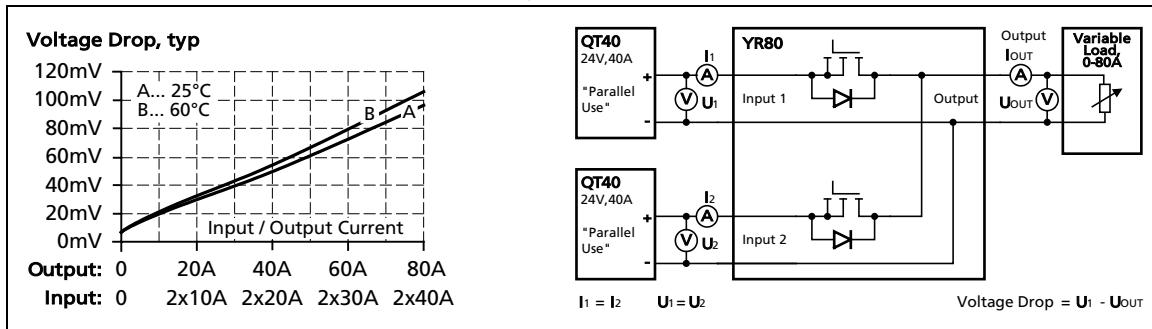 Voltage Drop, typ
120mV
100mV
80mV
60mV
40mV
20mV
0mV
A... 25°C
B... 60°C
B
A
Input / Output Current
Output: 0 20A 40A 60A 80A
Input: 0 2x10A 2x20A 2x30A 2x40A
QT40
24V,40A
"Parallel
Use"
+
-
I1
A
V
U1
YR80
Input 1
Output
Output
IOUT
A
UOUT
V
Variable
Load,
0-80A
QT40
24V,40A
"Parallel
Use"
+
-
I2
A
V
U2
Input 2
I1 = I2 U1 = U2
Voltage Drop = U1 - UOUT